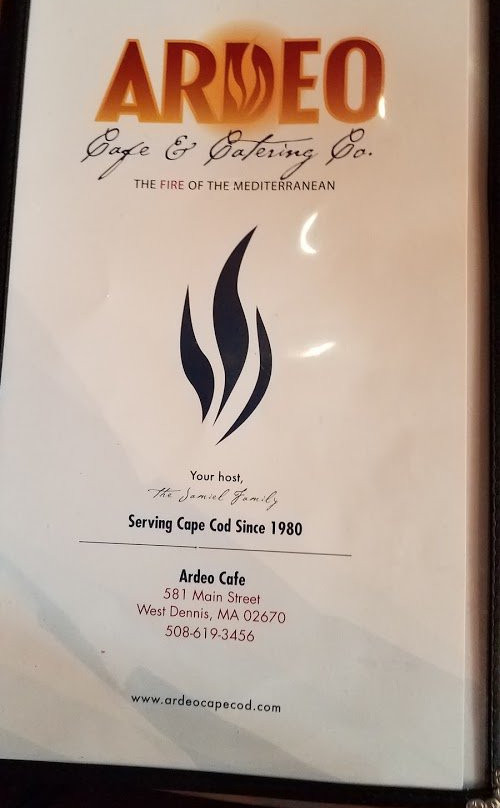 ARDEO
Cafe & Catering Co.
THE FIRE OF THE MEDITERRANEAN
Your host,
The Jamiel Family
Serving Cape Cod Since 1980
Ardeo Cafe
581 Main Street
West Dennis, MA 02670
508-619-3456
www.ardeocapecod.com